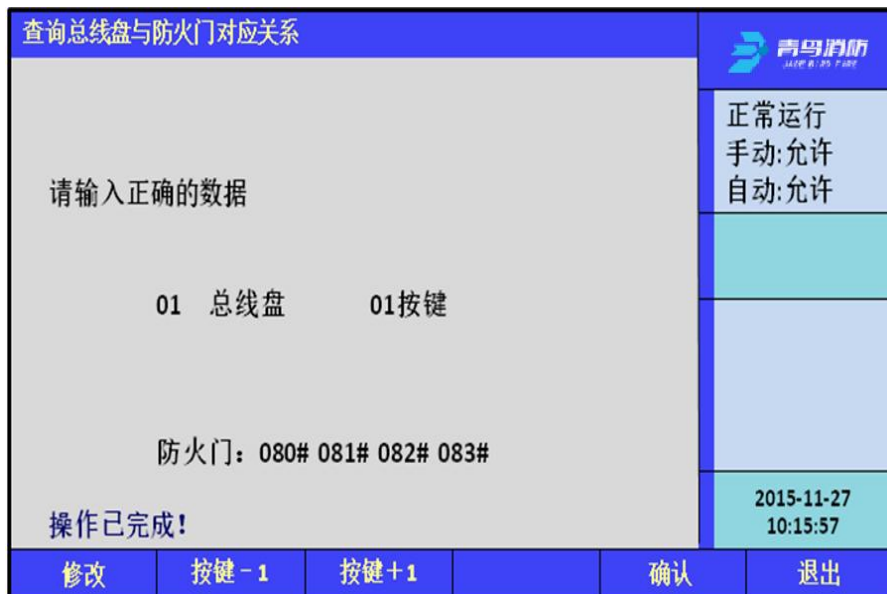 查询总线盘与防火门对应关系
青鸟消防
JADE BIRD FIRE
正常运行
手动:允许
自动:允许
请输入正确的数据
01 总线盘 01按键
防火门：080# 081# 082# 083#
操作已完成!
2015-11-27
10:15:57
修改 按键-1 按键+1 确认 退出